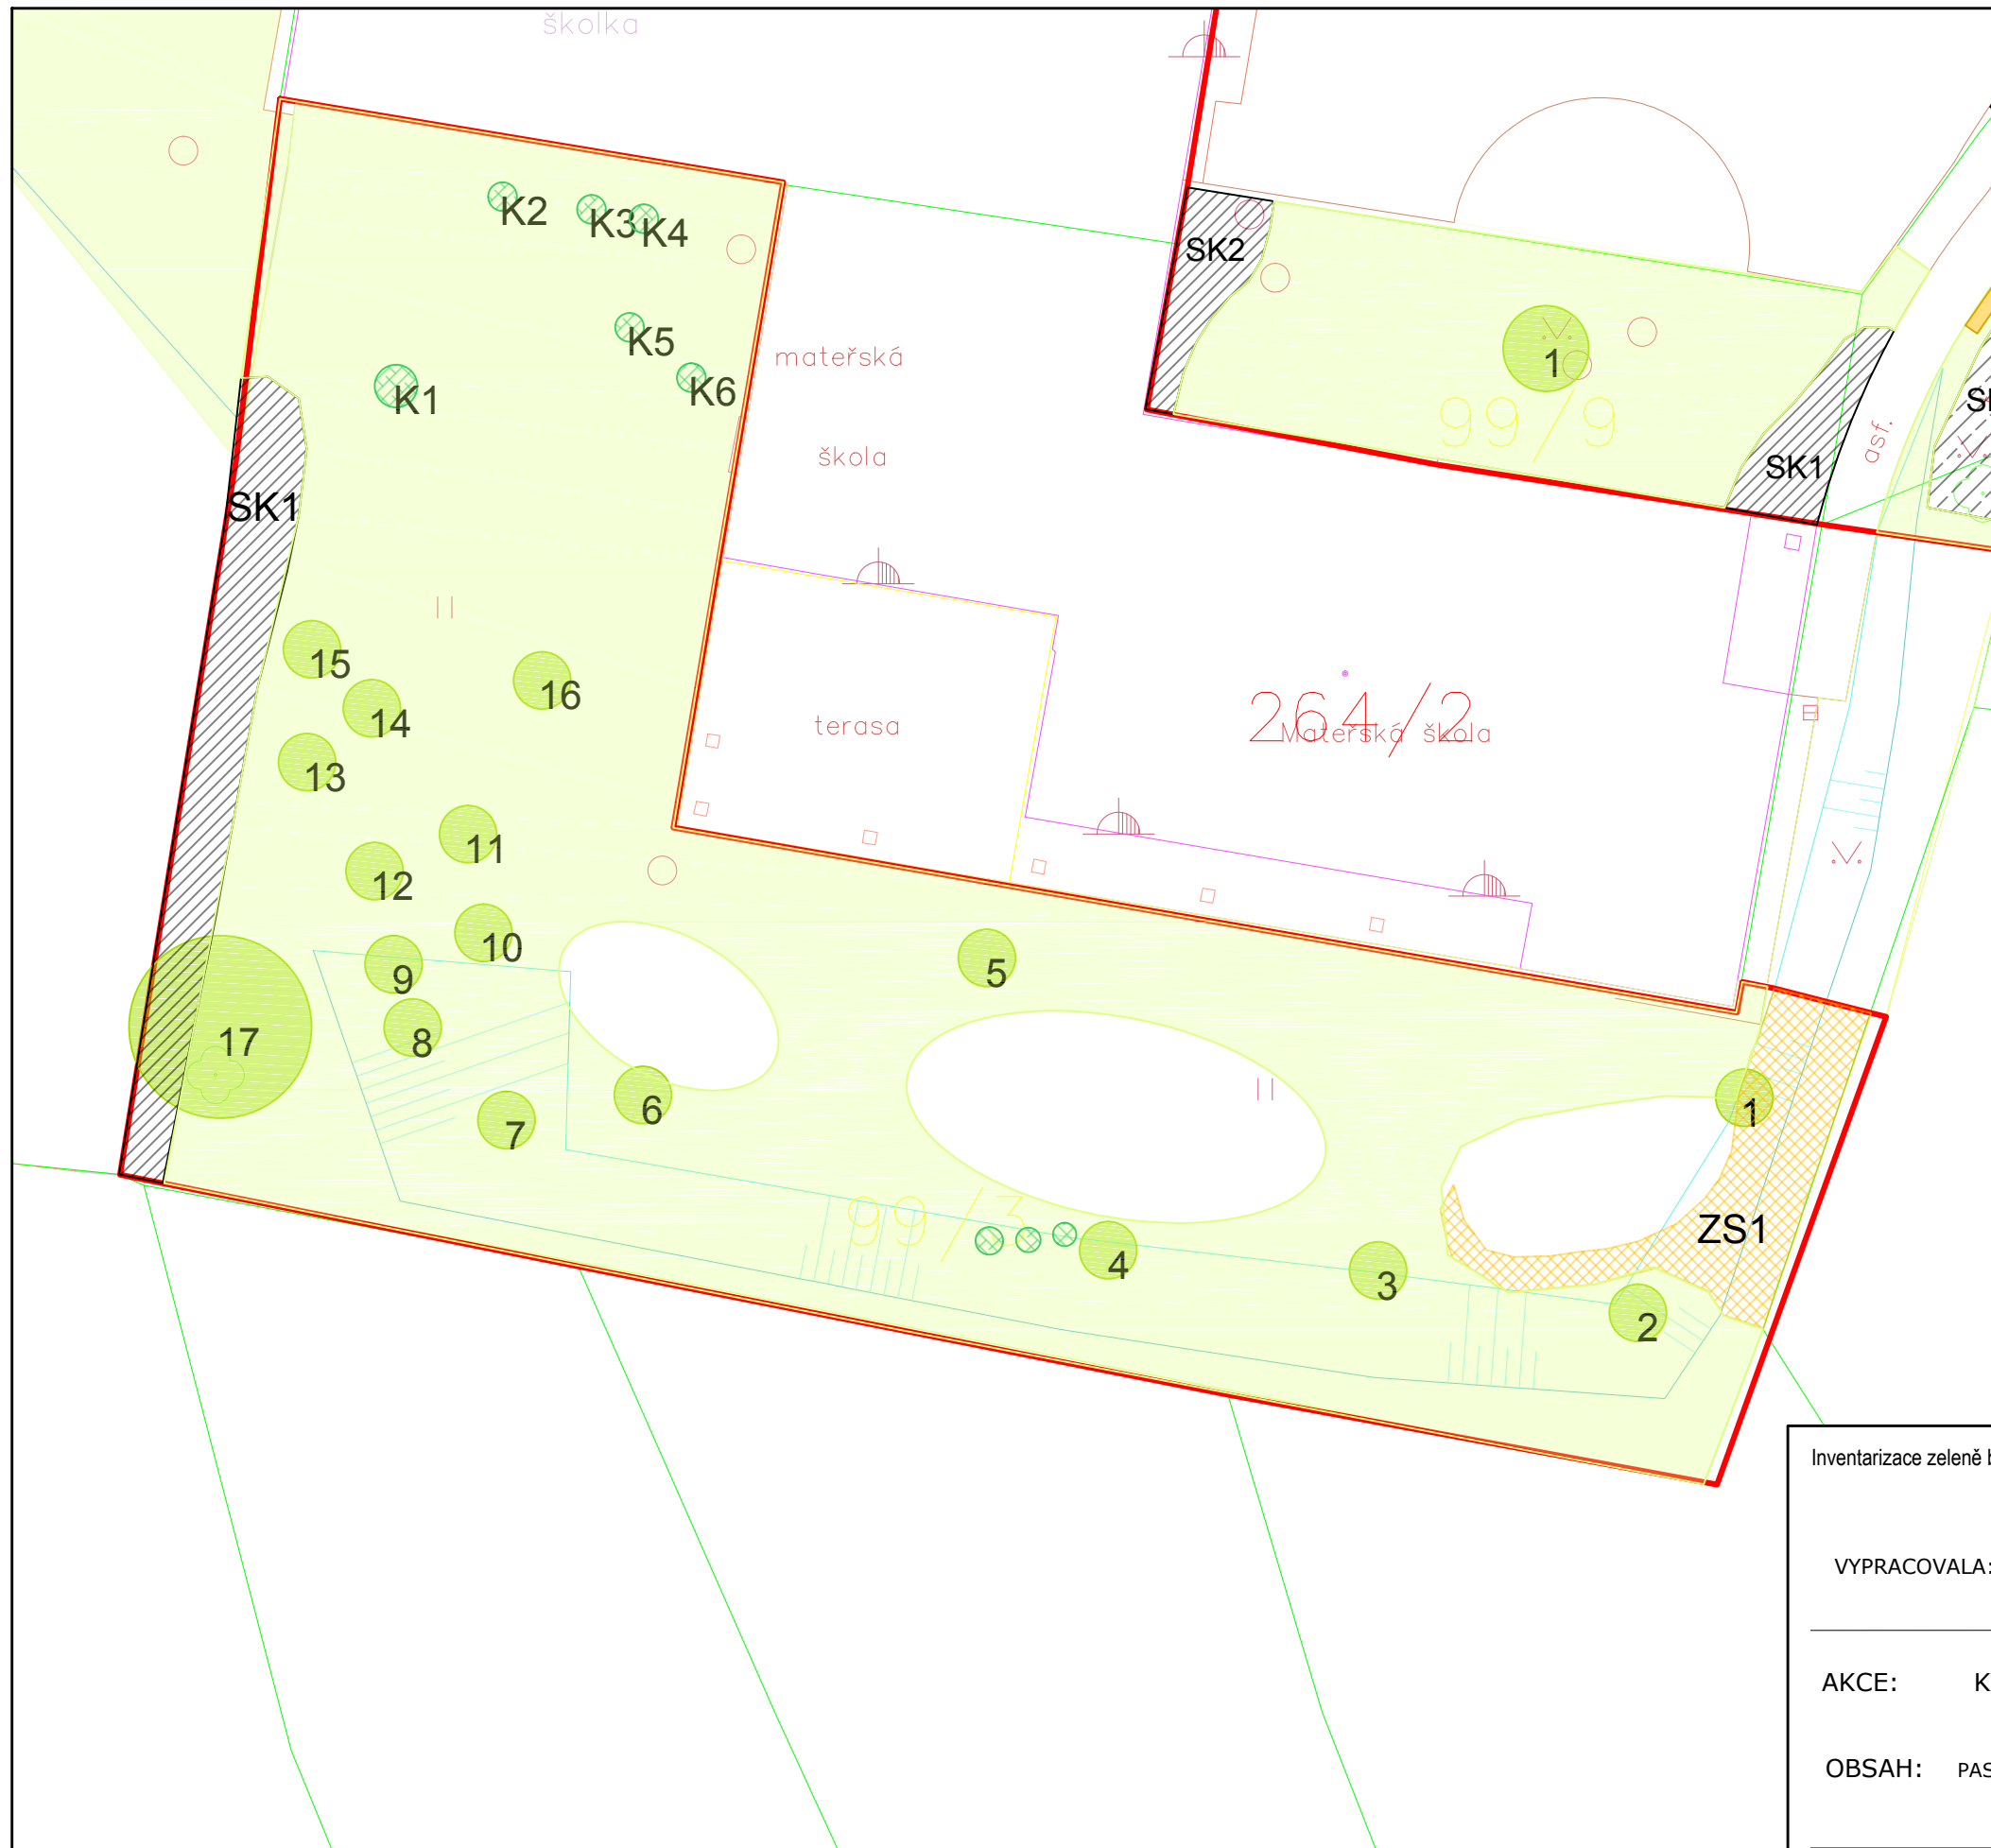 školka
K2
K3
K4
SK2
K5
mateřská
1
K6
K1
99/9
asf.
škola
SK1
SK1
15
16
14
264/2
terasa
Mateřská škola
13
11
12
10
9
5
17
8
6
7
1
99/3
ZS1
4
3
2
Inventarizace zeleně
VYPRACOVALA:
AKCE:
OBSAH: